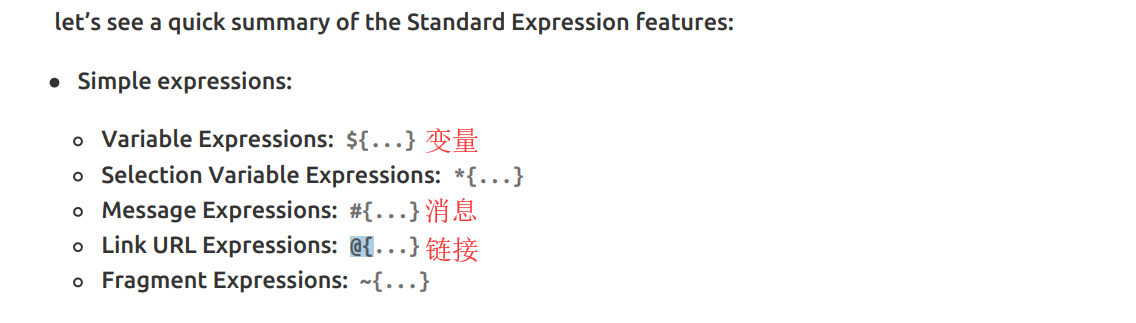 let’s see a quick summary of the Standard Expression features:
Simple expressions:
Variable Expressions: ${...} 变量
Selection Variable Expressions: *{...}
Message Expressions: #{...} 消息
Link URL Expressions: @{...} 链接
Fragment Expressions: ~{...}